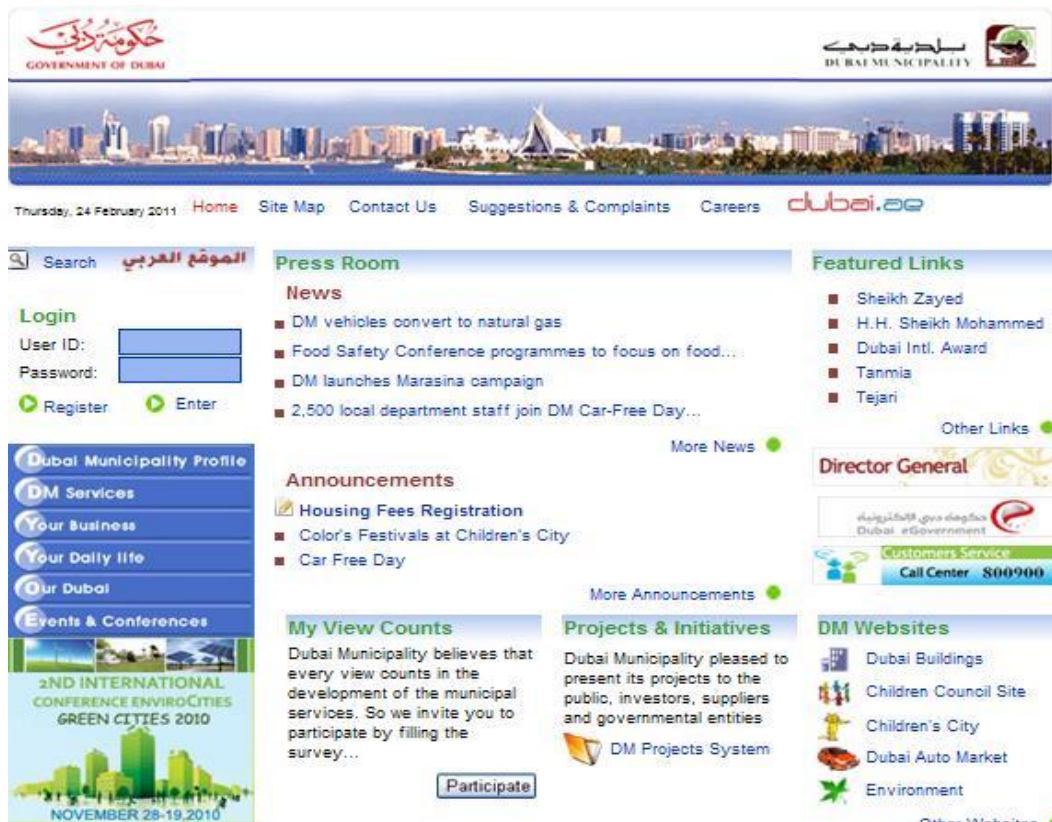 حكومة دبي
GOVERNMENT OF DUBAI
بلدية دبي
DUBAI MUNICIPALITY
Thursday, 24 February 2011 Home Site Map Contact Us Suggestions & Complaints Careers dubai.ae
Search الموقع العربي
Login
User ID:
Password:
Register Enter
Dubai Municipality Profile
DM Services
Your Business
Your Daily life
Our Dubai
Events & Conferences
2ND INTERNATIONAL
CONFERENCE ENVIROCITIES
GREEN CITIES 2010
NOVEMBER 28-19,2010
Press Room
News
DM vehicles convert to natural gas
Food Safety Conference programmes to focus on food...
DM launches Marasina campaign
2,500 local department staff join DM Car-Free Day...
More News
Announcements
Housing Fees Registration
Color's Festivals at Children's City
Car Free Day
More Announcements
My View Counts
Dubai Municipality believes that
every view counts in the
development of the municipal
services. So we invite you to
participate by filling the
survey...
Participate
Projects & Initiatives
Dubai Municipality pleased to
present its projects to the
public, investors, suppliers
and governmental entities
DM Projects System
Featured Links
Sheikh Zayed
H.H. Sheikh Mohammed
Dubai Intl. Award
Tanmia
Tejari
Other Links
Director General
حكومة دبي الإلكترونية
Dubai eGovernment
Customers Service
Call Center 800900
DM Websites
Dubai Buildings
Children Council Site
Children's City
Dubai Auto Market
Environment
Other Websites